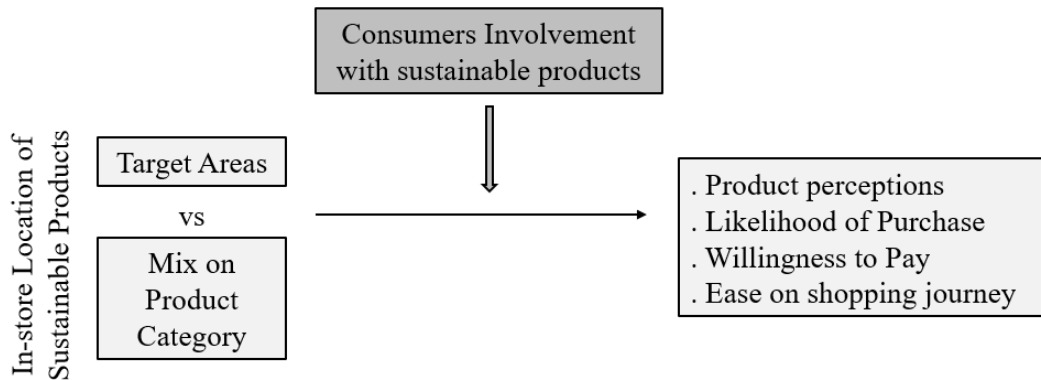 Consumers Involvement
with sustainable products
In-store Location of
Sustainable Products
Target Areas
vs
Mix on
Product
Category
. Product perceptions
. Likelihood of Purchase
. Willingness to Pay
. Ease on shopping journey